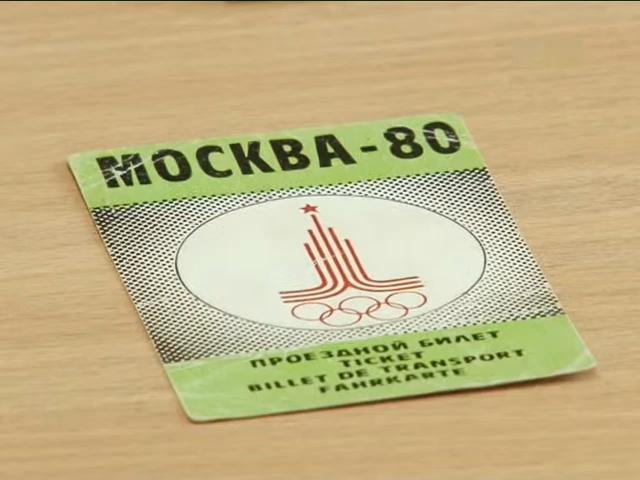 МОСКВА-80
ПРОЕЗДНОЙ БИЛЕТ
TICKET
BILLET DE TRANSPORT
FAHRKARTE